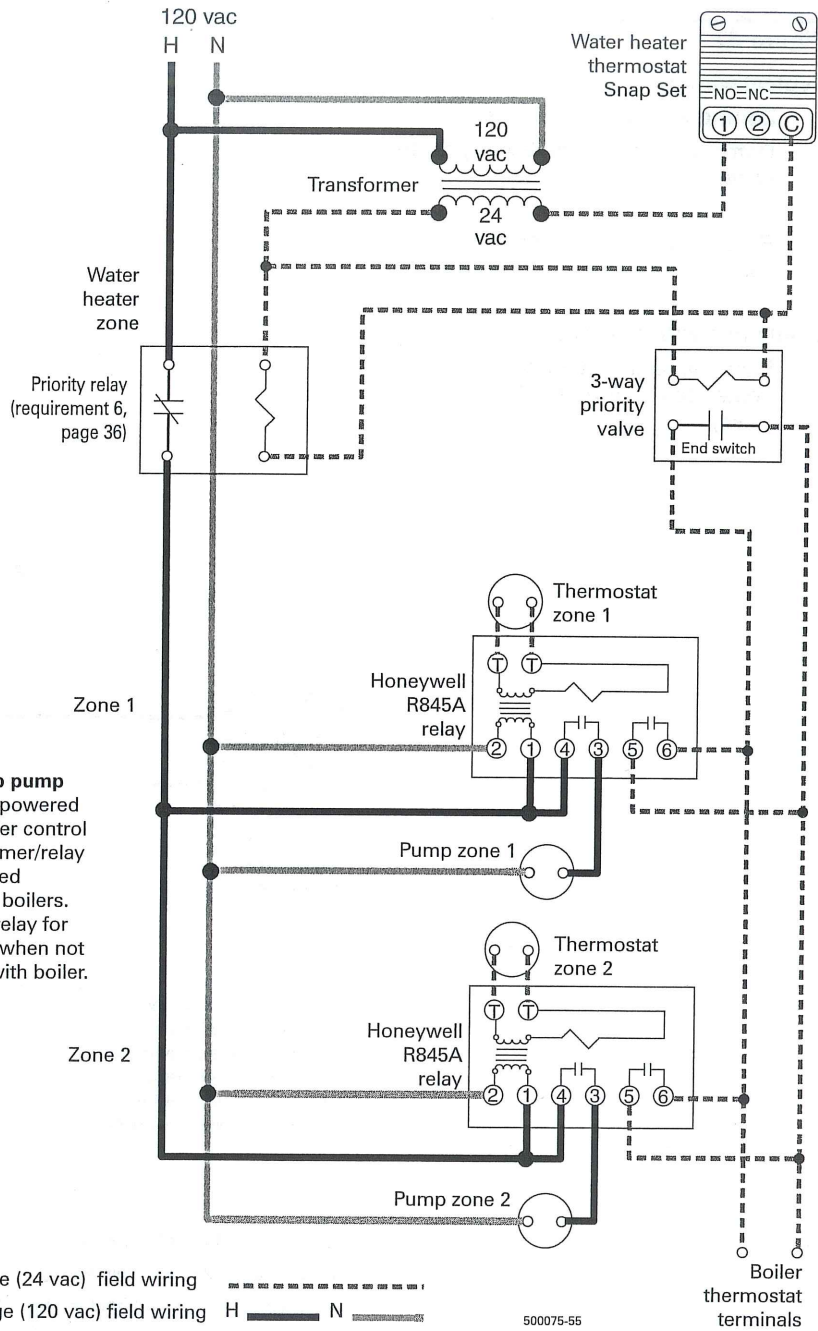 120 vac
H N
Water heater
thermostat
Snap Set
NO NC
1 2 C
120
vac
Transformer
24
vac
Water
heater
zone
Priority relay
(requirement 6,
page 36)
3-way
priority
valve
End switch
Thermostat
zone 1
T T
Honeywell
R845A
relay
Zone 1
2 1 4 3 5 6
pump
powered
er control
mer/relay
ed
boilers.
relay for
when not
with boiler.
Pump zone 1
Thermostat
zone 2
T T
Honeywell
R845A
relay
Zone 2
2 1 4 3 5 6
Pump zone 2
Boiler
thermostat
terminals
e (24 vac) field wiring
ge (120 vac) field wiring H N
500075-55